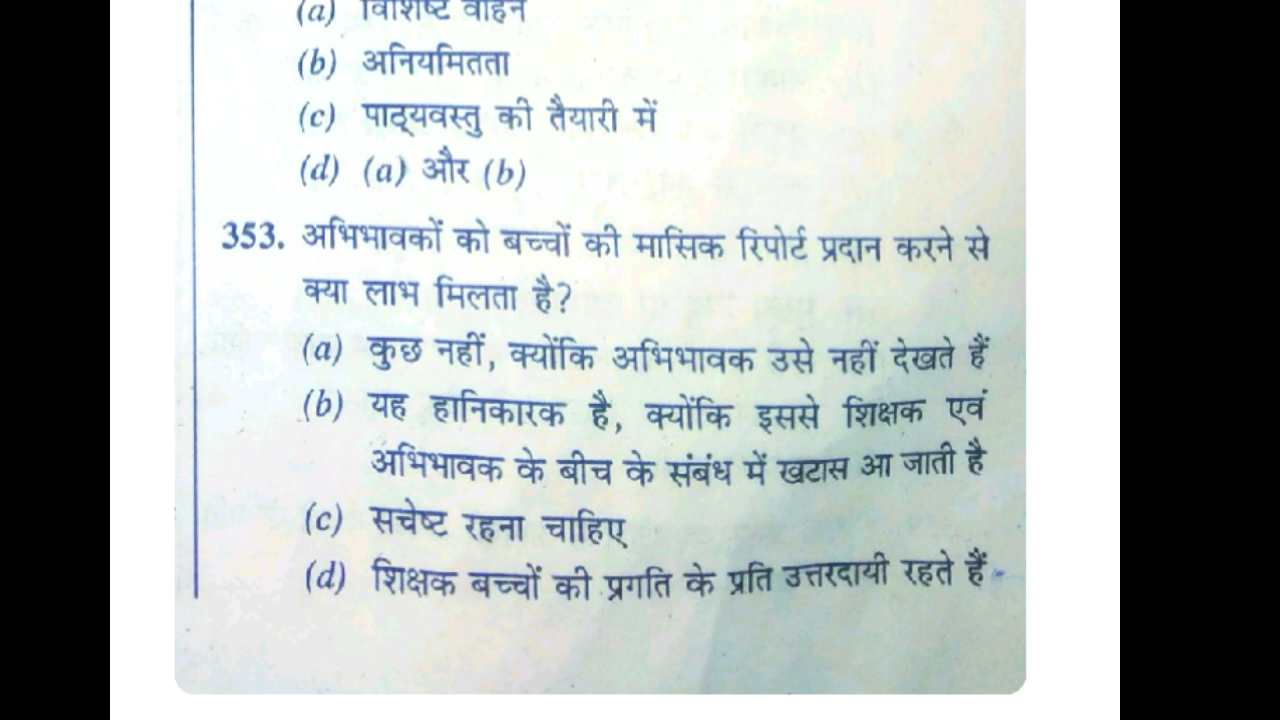 (a) विशिष्ट वाहन
(b) अनियमितता
(c) पाठ्यवस्तु की तैयारी में
(d) (a) और (b)
353. अभिभावकों को बच्चों की मासिक रिपोर्ट प्रदान करने से
क्या लाभ मिलता है?
(a) कुछ नहीं, क्योंकि अभिभावक उसे नहीं देखते हैं
(b) यह हानिकारक है, क्योंकि इससे शिक्षक एवं
अभिभावक के बीच के संबंध में खटास आ जाती है
(c) सचेष्ट रहना चाहिए
(d) शिक्षक बच्चों की प्रगति के प्रति उत्तरदायी रहते हैं